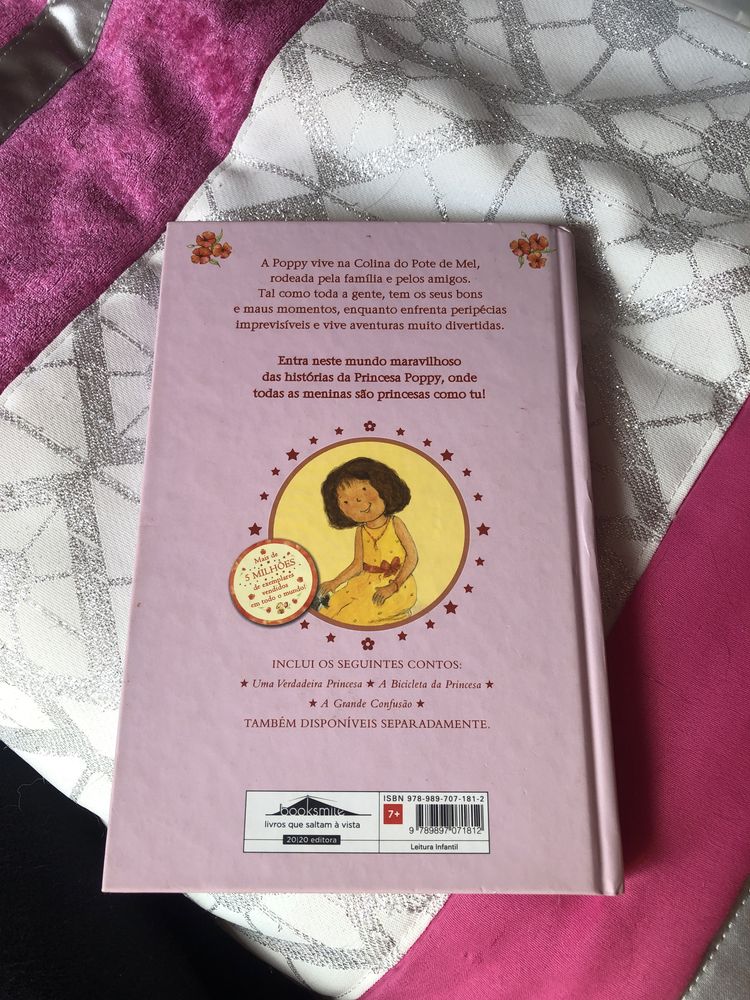 A Poppy vive na Colina do Pote de Mel,
rodeada pela família e pelos amigos.
Tal como toda a gente, tem os seus bons
e maus momentos, enquanto enfrenta peripécias
imprevisíveis e vive aventuras muito divertidas.
Entra neste mundo maravilhoso
das histórias da Princesa Poppy, onde
todas as meninas são princesas como tu!
Mais de
5 MILHÕES
de exemplares
vendidos
em todo o mundo!
INCLUI OS SEGUINTES CONTOS:
★ Uma Verdadeira Princesa ★ A Bicicleta da Princesa ★
★ A Grande Confusão ★
TAMBÉM DISPONÍVEIS SEPARADAMENTE.
booksmile
livros que saltam à vista
20|20 editora
ISBN 978-989-707-181-2
7+
9 789897 071812
Leitura Infantil